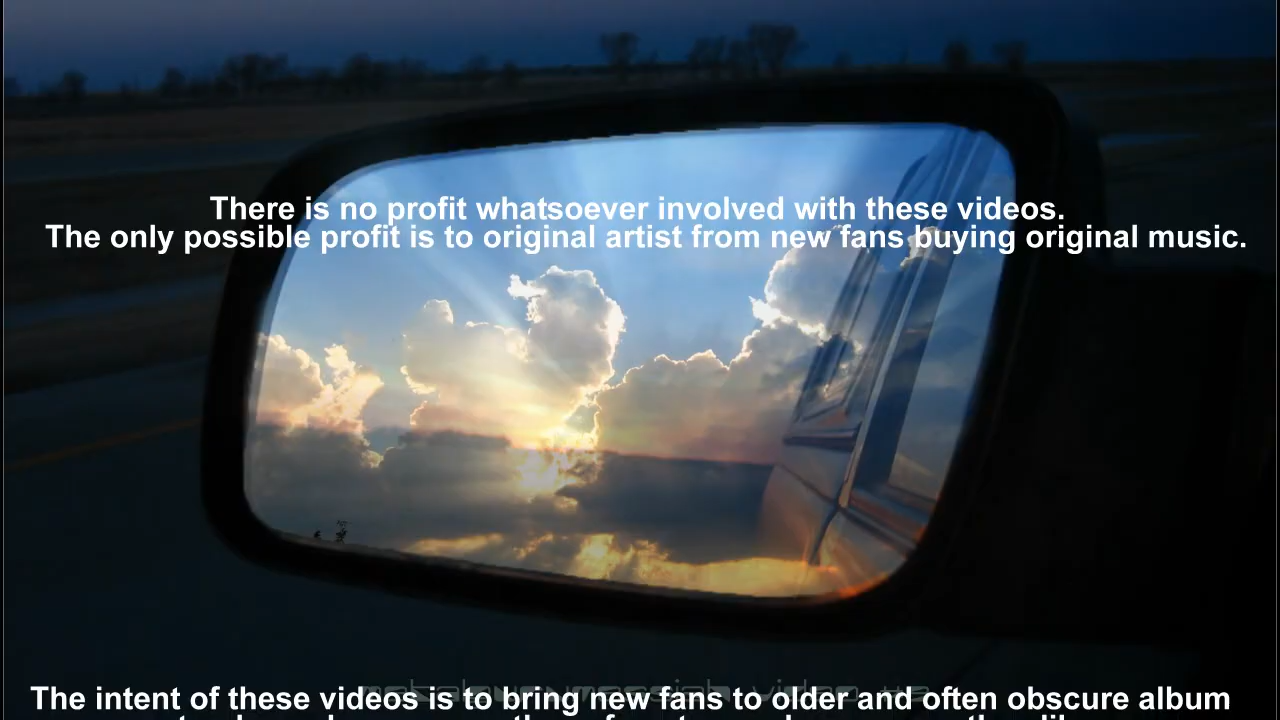 There is no profit whatsoever involved with these videos.
The only possible profit is to original artist from new fans buying original music.
The intent of these videos is to bring new fans to older and often obscure album